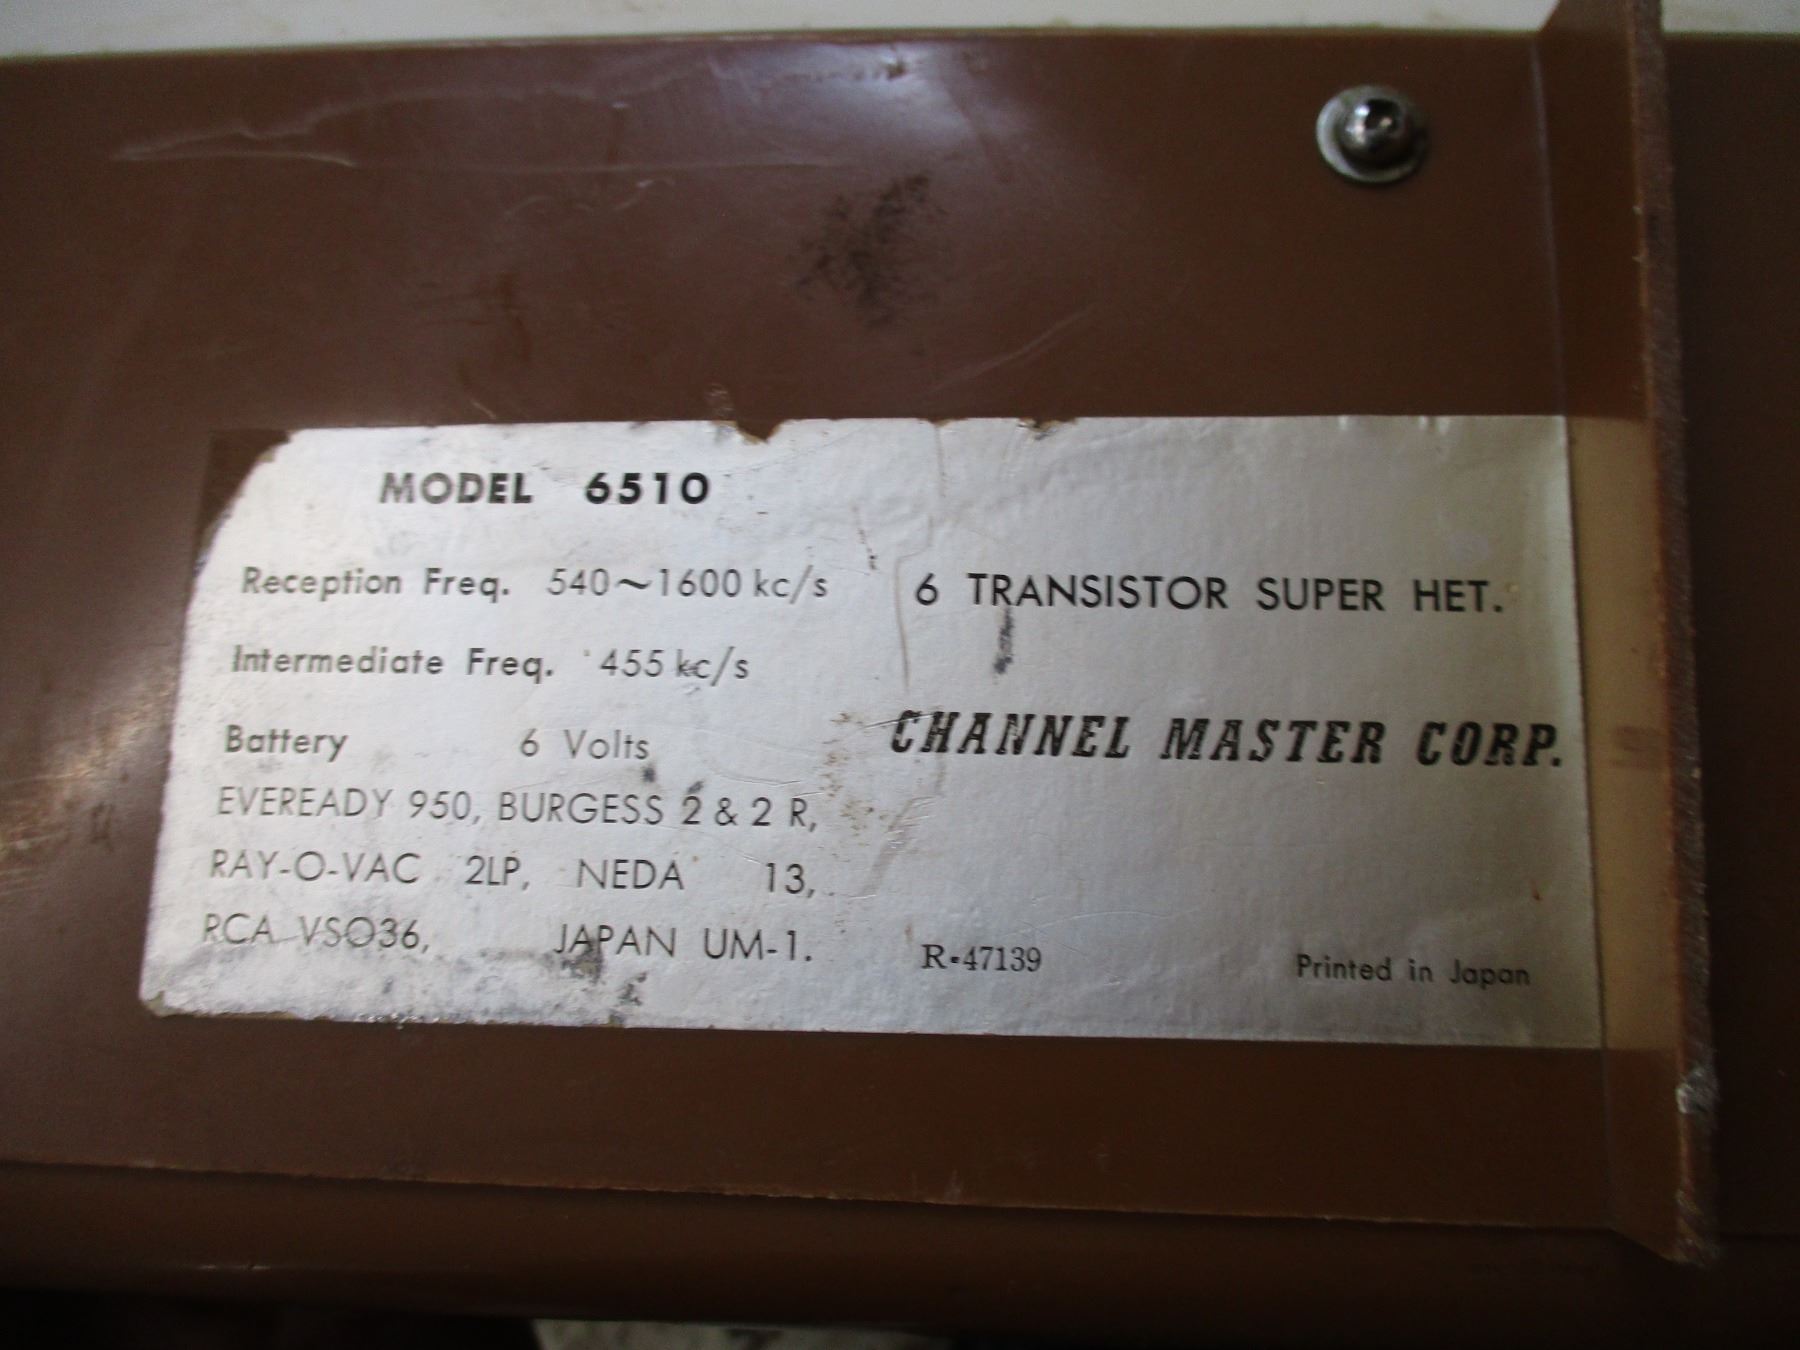 MODEL 6510
Reception Freq. 540~1600 kc/s
Intermediate Freq. 455 kc/s
Battery 6 Volts
EVEREADY 950, BURGESS 2 & 2 R,
RAY-O-VAC 2LP, NEDA 13,
RCA VSO36, JAPAN UM-1.
6 TRANSISTOR SUPER HET.
CHANNEL MASTER CORP.
R-47139
Printed in Japan